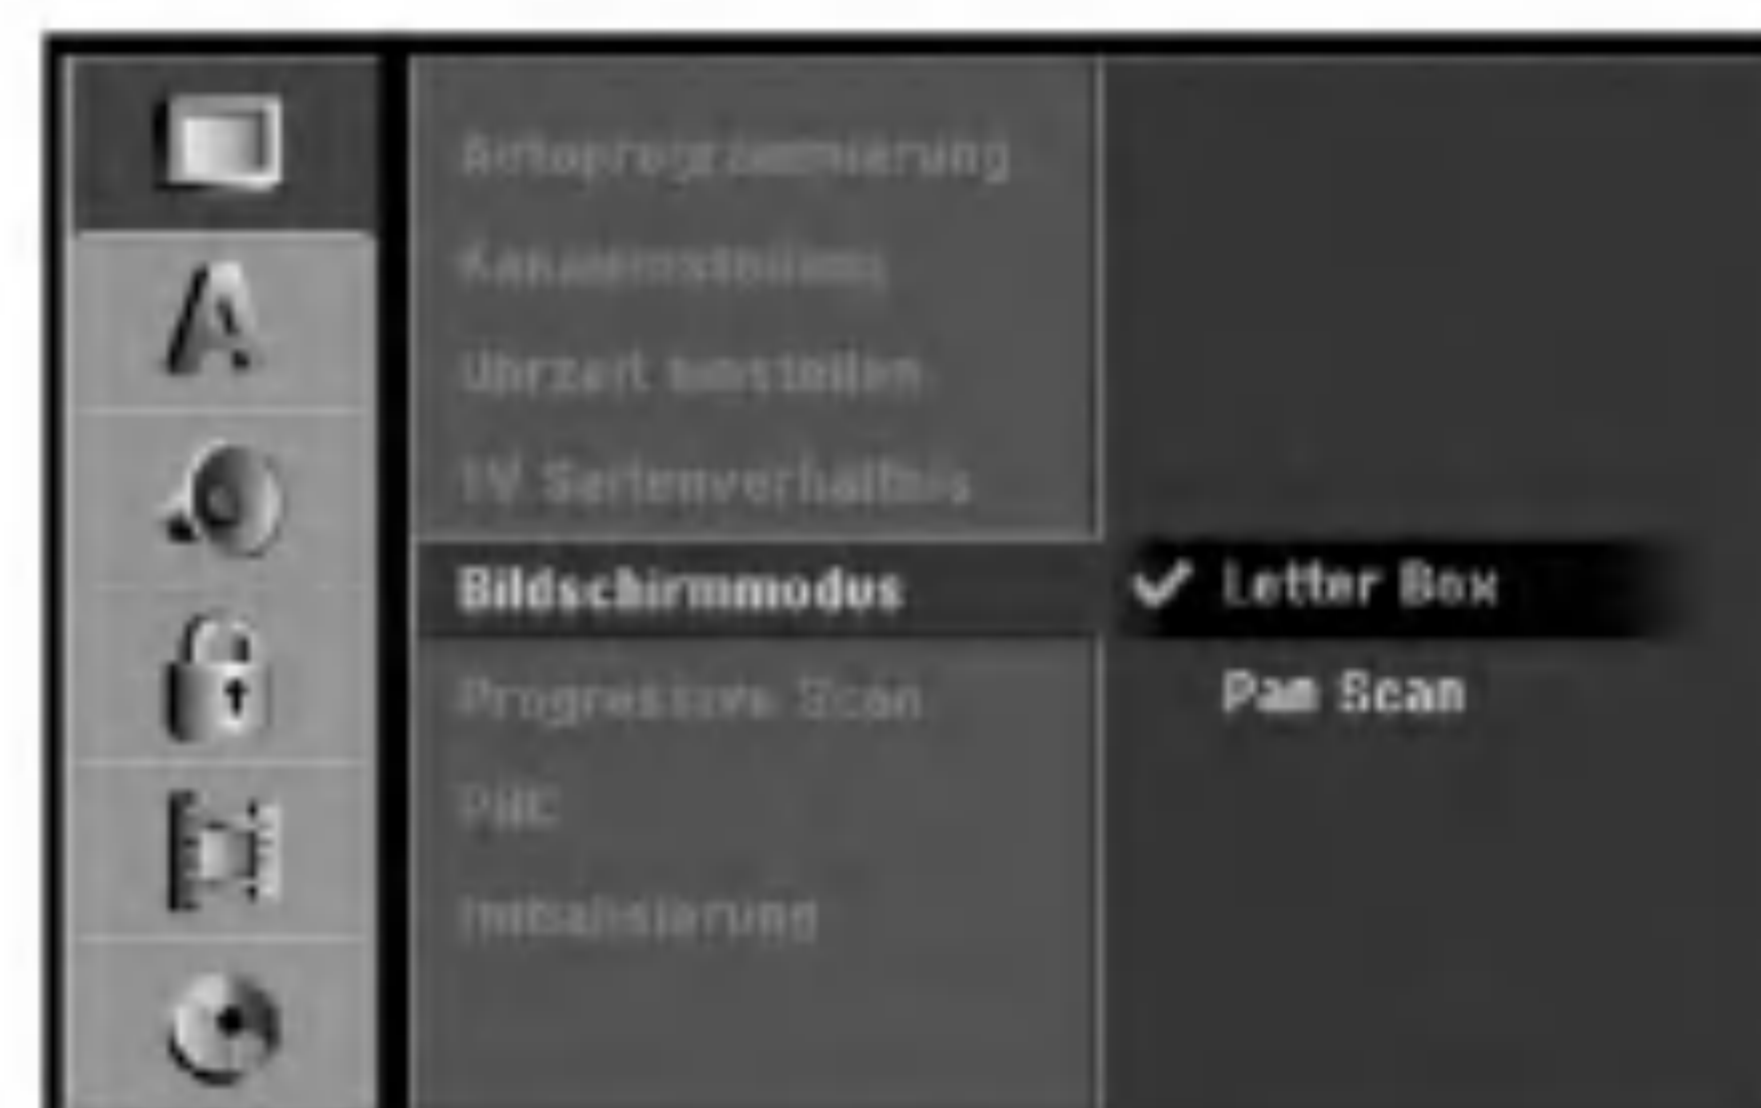 Autoprogrammierung
Kanaleinstellung
Uhrzeit einstellen
TV Seitenverhältnis
Bildschirmmodus
Letter Box
Progressive Scan
Pan Scan
PBC
Initialisierung